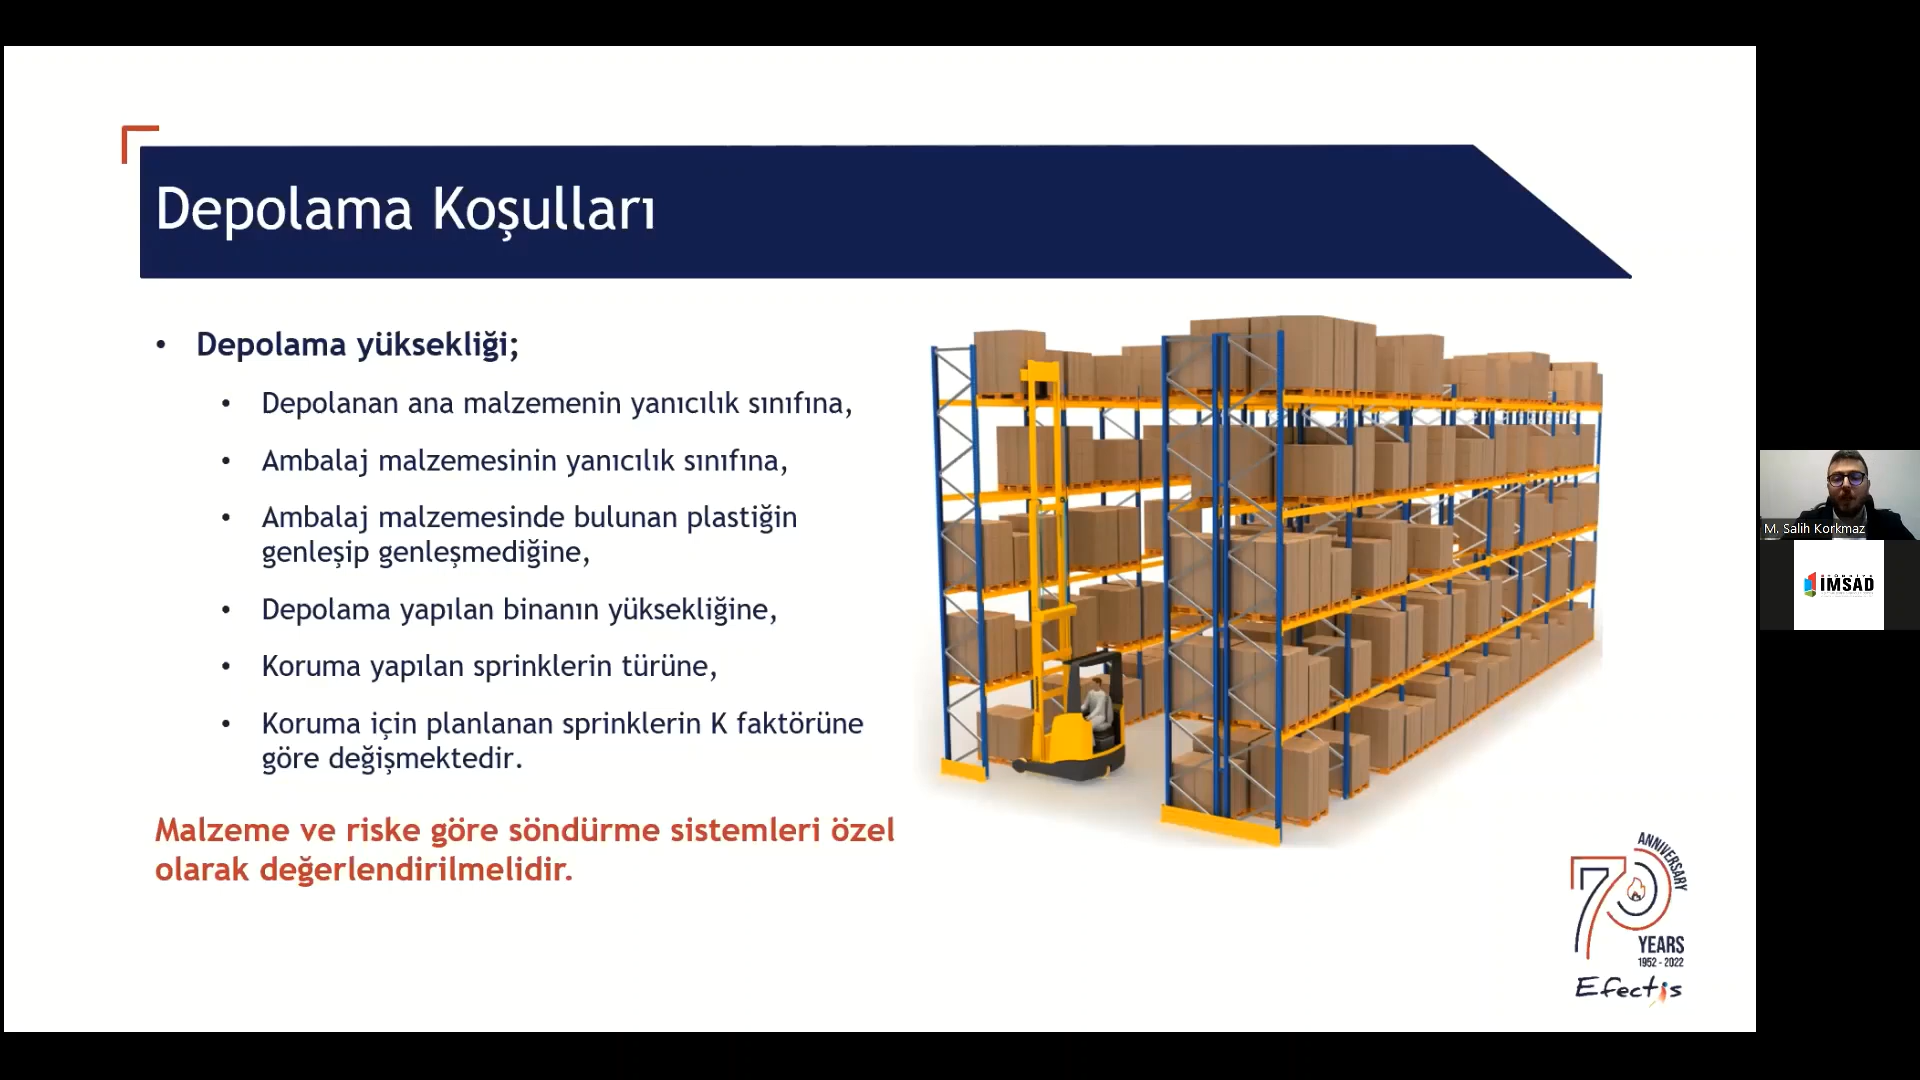 Depolama Koşulları
• Depolama yüksekliği;
• Depolanan ana malzemenin yanıcılık sınıfına,
• Ambalaj malzemesinin yanıcılık sınıfına,
• Ambalaj malzemesinde bulunan plastiğin
genleşip genleşmediğine,
• Depolama yapılan binanın yüksekliğine,
• Koruma yapılan sprinklerin türüne,
• Koruma için planlanan sprinklerin K faktörüne
göre değişmektedir.
Malzeme ve riske göre söndürme sistemleri özel
olarak değerlendirilmelidir.
70
ANNIVERSARY
YEARS
1952 - 2022
Efectis
M. Salih Korkmaz
İMSAD